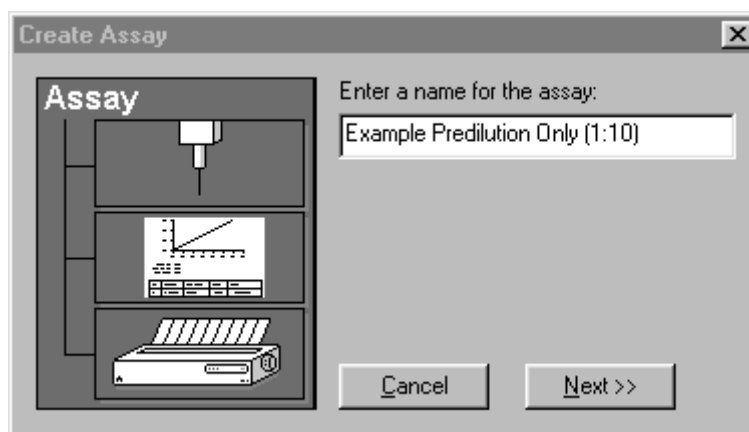 Create Assay
Assay
Enter a name for the assay:
Example Predilution Only (1:10)
Cancel
Next >>